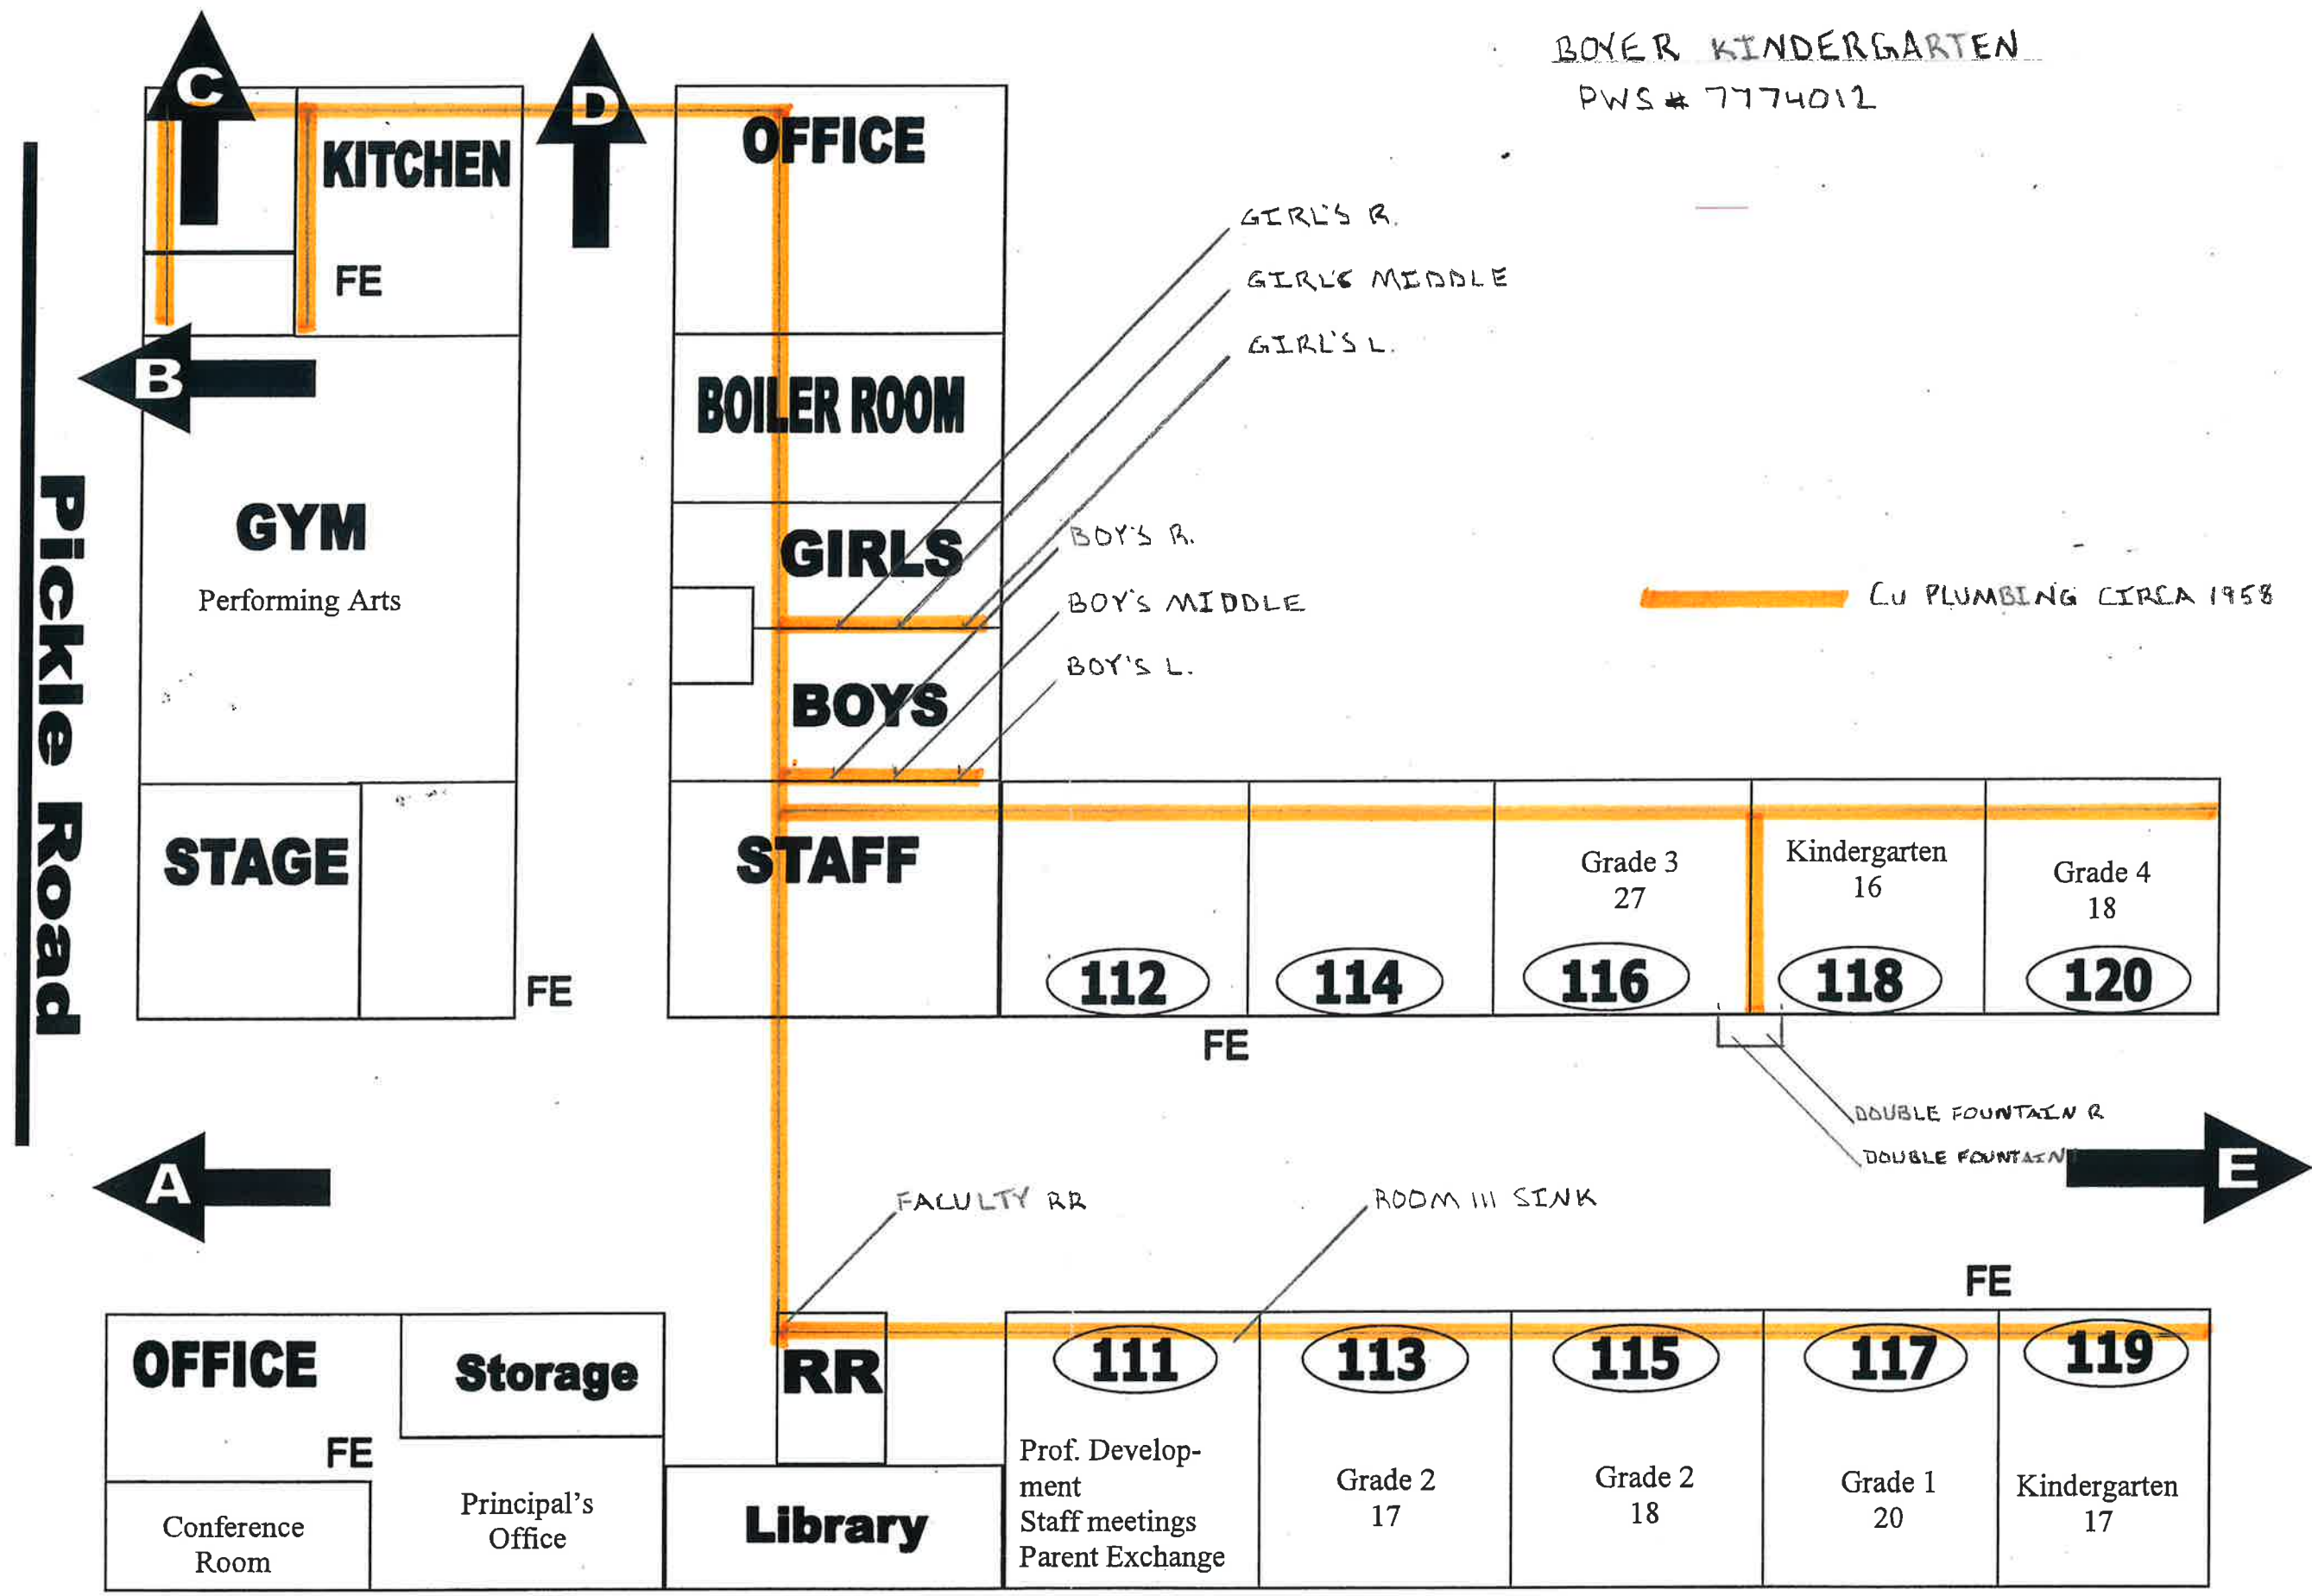 BOYER KINDERGARTEN
PWS # 7774012
C
D
KITCHEN
OFFICE
FE
GIRL'S R.
GIRL'S MIDDLE
GIRL'S L.
B
BOILER ROOM
Pickle Road
GYM
Performing Arts
GIRLS
BOY'S R.
BOY'S MIDDLE
BOY'S L.
CU PLUMBING CIRCA 1958
BOYS
STAGE
STAFF
Grade 3
27
Kindergarten
16
Grade 4
18
112
114
116
118
120
FE
FE
DOUBLE FOUNTAIN R
DOUBLE FOUNTAIN
A
E
FACULTY RR
ROOM 111 SINK
FE
OFFICE
Storage
RR
111
113
115
117
119
FE
Conference
Room
Principal's
Office
Library
Prof. Develop-
ment
Staff meetings
Parent Exchange
Grade 2
17
Grade 2
18
Grade 1
20
Kindergarten
17